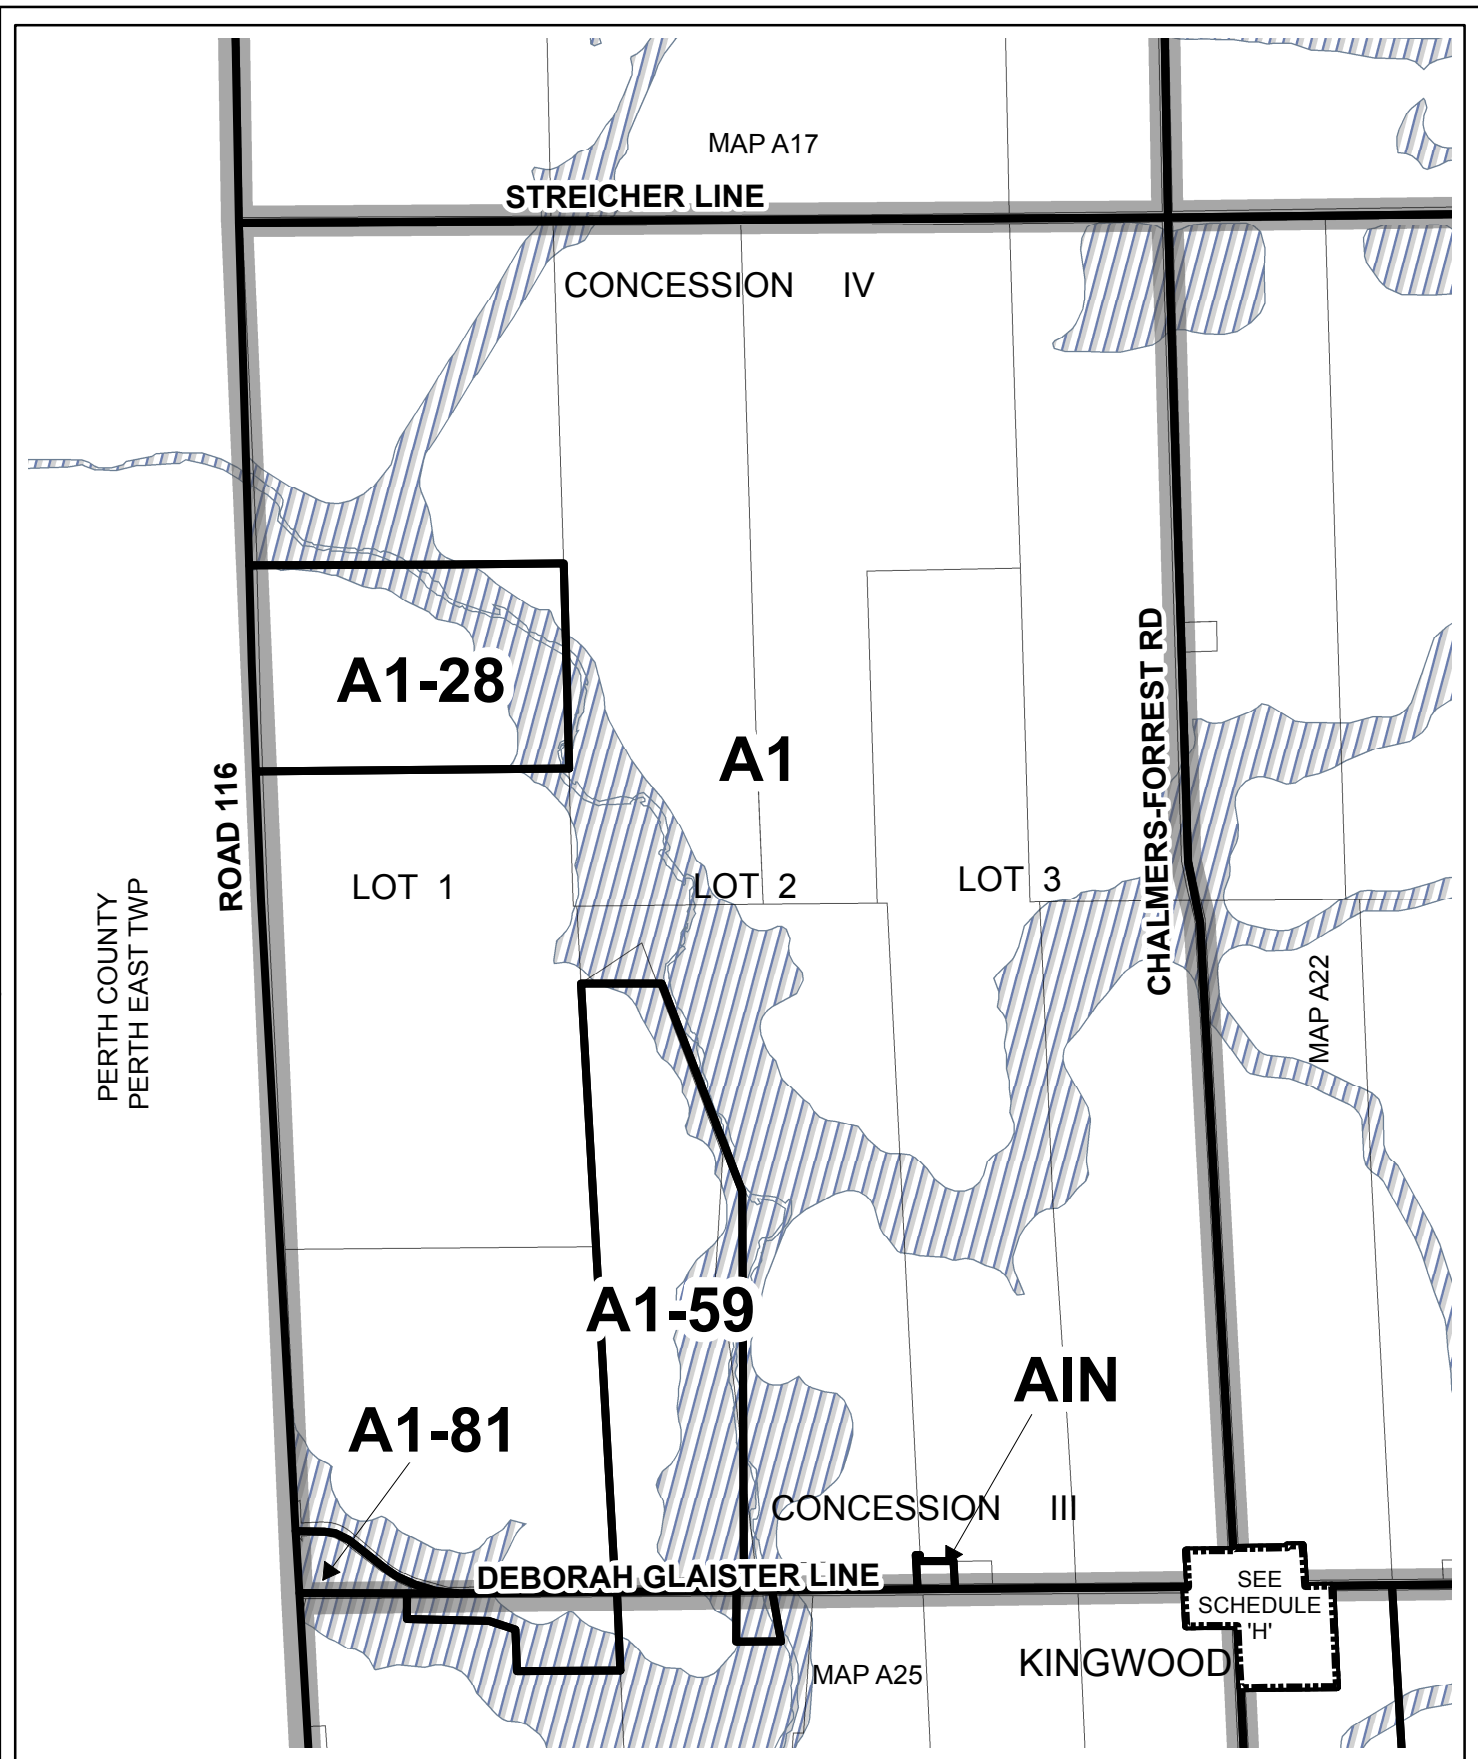 MAP A17
STREICHER LINE
CONCESSION IV
A1-28
A1
CHALMERS-FORREST RD
ROAD 116
LOT 1
LOT 2
LOT 3
PERTH COUNTY
PERTH EAST TWP
MAP A22
A1-59
AIN
A1-81
CONCESSION III
DEBORAH GLAISTER LINE
SEE
SCHEDULE
'H'
KINGWOOD
MAP A25